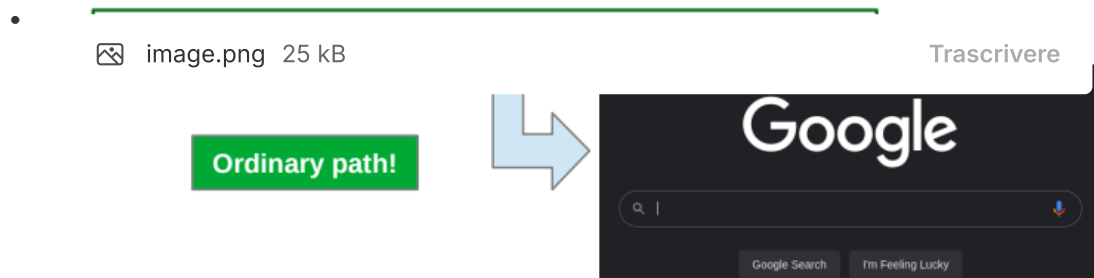 image.png 25 kB Trascrivere
Google
Ordinary path!
Google Search I'm Feeling Lucky